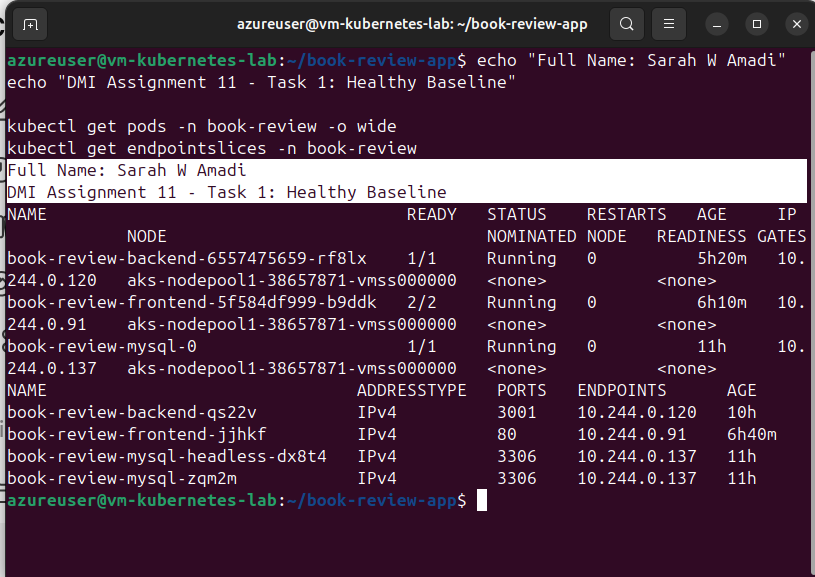 azureuser@vm-kubernetes-lab: ~/book-review-app
azureuser@vm-kubernetes-lab:~/book-review-app$ echo "Full Name: Sarah W Amadi"
echo "DMI Assignment 11 - Task 1: Healthy Baseline"

kubectl get pods -n book-review -o wide
kubectl get endpointslices -n book-review
Full Name: Sarah W Amadi
DMI Assignment 11 - Task 1: Healthy Baseline
NAME                                    READY   STATUS    RESTARTS   AGE     IP
            NODE                                NOMINATED NODE   READINESS GATES
book-review-backend-6557475659-rf8lx    1/1     Running   0          5h20m   10.
244.0.120   aks-nodepool1-38657871-vmss000000   <none>           <none>
book-review-frontend-5f584df999-b9ddk   2/2     Running   0          6h10m   10.
244.0.91    aks-nodepool1-38657871-vmss000000   <none>           <none>
book-review-mysql-0                     1/1     Running   0          11h     10.
244.0.137   aks-nodepool1-38657871-vmss000000   <none>           <none>
NAME                               ADDRESSTYPE   PORTS   ENDPOINTS      AGE
book-review-backend-qs22v          IPv4          3001    10.244.0.120   10h
book-review-frontend-jjhkf         IPv4          80      10.244.0.91    6h40m
book-review-mysql-headless-dx8t4   IPv4          3306    10.244.0.137   11h
book-review-mysql-zqm2m            IPv4          3306    10.244.0.137   11h
azureuser@vm-kubernetes-lab:~/book-review-app$